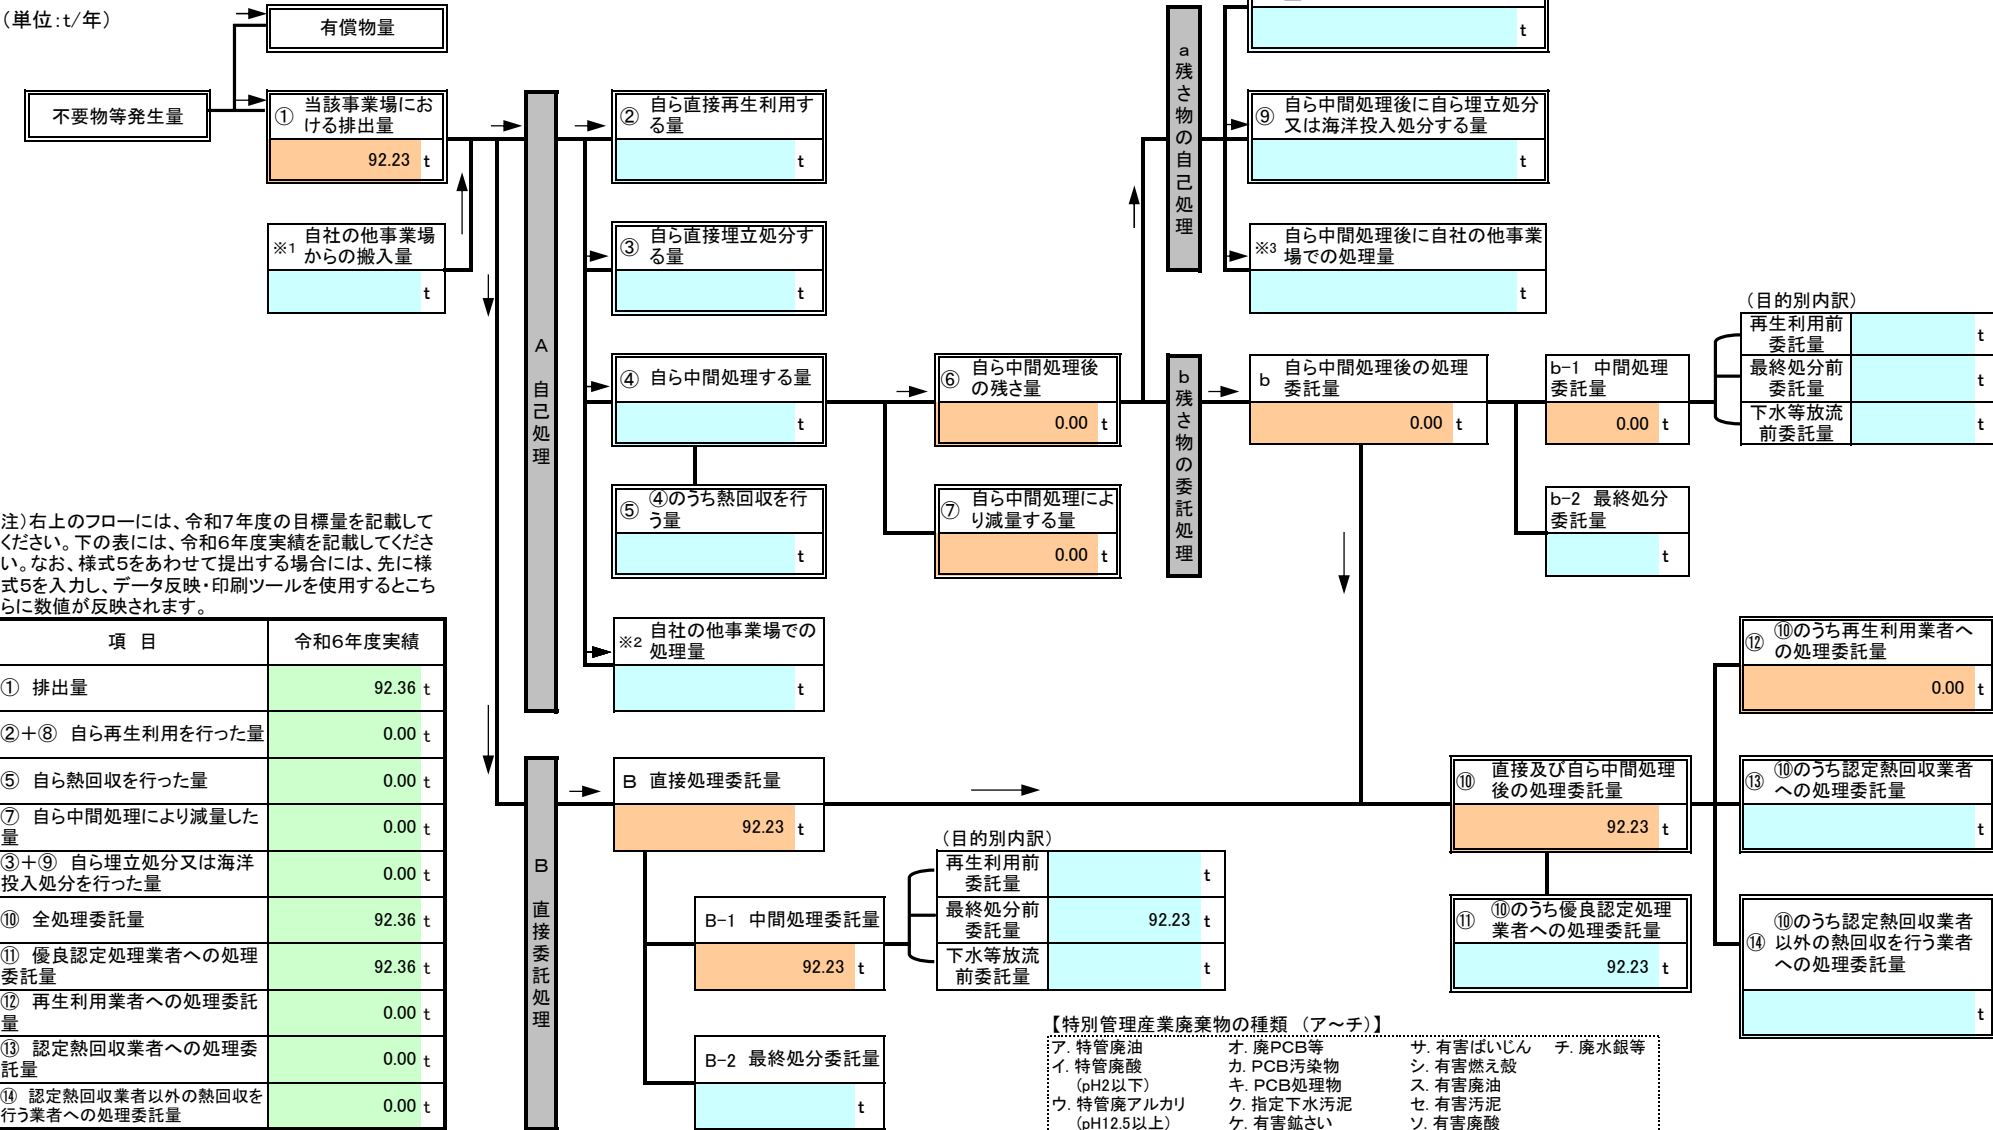 （単位：t/年）
有償物量
不要物等発生量
①
当該事業場にお
ける排出量
92.23 t
※1
自社の他事業場
からの搬入量
t
A 自己処理
②
自ら直接再生利用す
る量
t
③
自ら直接埋立処分す
る量
t
④ 自ら中間処理する量
t
⑤
④のうち熱回収を行
う量
t
※2
自社の他事業場での
処理量
t
⑥
自ら中間処理後
の残さ量
0.00 t
⑦
自ら中間処理によ
り減量する量
0.00 t
a 残さ物の自己処理
t
⑨
自ら中間処理後に自ら埋立処分
又は海洋投入処分する量
t
※3
自ら中間処理後に自社の他事業
場での処理量
t
b 残さ物の委託処理
b
自ら中間処理後の処理
委託量
0.00 t
b-1 中間処理
委託量
0.00 t
b-2 最終処分
委託量
t
（目的別内訳）
再生利用前
委託量
t
最終処分前
委託量
t
下水等放流
前委託量
t
注）右上のフローには、令和7年度の目標量を記載して
ください。下の表には、令和6年度実績を記載してくださ
い。なお、様式5をあわせて提出する場合には、先に様
式5を入力し、データ反映・印刷ツールを使用するとこち
らに数値が反映されます。
項 目 令和6年度実績
① 排出量 92.36 t
②＋⑧ 自ら再生利用を行った量 0.00 t
⑤ 自ら熱回収を行った量 0.00 t
⑦ 自ら中間処理により減量した
量 0.00 t
③＋⑨ 自ら埋立処分又は海洋
投入処分を行った量 0.00 t
⑩ 全処理委託量 92.36 t
⑪ 優良認定処理業者への処理
委託量 92.36 t
⑫ 再生利用業者への処理委託
量 0.00 t
⑬ 認定熱回収業者への処理委
託量 0.00 t
⑭ 認定熱回収業者以外の熱回収を
行う業者への処理委託量 0.00 t
B 直接委託処理
B 直接処理委託量
92.23 t
B-1 中間処理委託量
92.23 t
B-2 最終処分委託量
t
（目的別内訳）
再生利用前
委託量
t
最終処分前
委託量
92.23 t
下水等放流
前委託量
t
⑩
直接及び自ら中間処理
後の処理委託量
92.23 t
⑪
⑩のうち優良認定処理
業者への処理委託量
92.23 t
⑫
⑩のうち再生利用業者へ
の処理委託量
0.00 t
⑬
⑩のうち認定熱回収業者
への処理委託量
t
⑭
⑩のうち認定熱回収業者
以外の熱回収を行う業者
への処理委託量
t
【特別管理産業廃棄物の種類 （ア～チ）】
ア. 特管廃油 オ. 廃PCB等 サ. 有害ばいじん チ. 廃水銀等
イ. 特管廃酸 カ. PCB汚染物 シ. 有害燃え殻
（pH2以下） キ. PCB処理物 ス. 有害廃油
ウ. 特管廃アルカリ ク. 指定下水汚泥 セ. 有害汚泥
（pH12.5以上） ケ. 有害鉱さい ソ. 有害廃酸